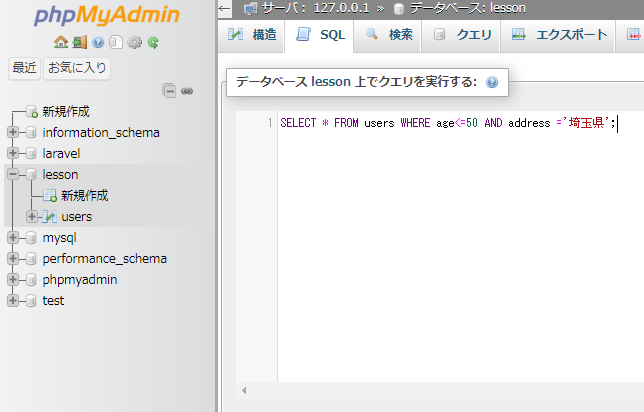 phpMyAdmin
最近 お気に入り
新規作成
information_schema
laravel
lesson
新規作成
users
mysql
performance_schema
phpmyadmin
test
サーバ： 127.0.0.1 » データベース: lesson
構造 SQL 検索 クエリ エクスポート
データベース lesson 上でクエリを実行する:
1 SELECT * FROM users WHERE age<=50 AND address ='埼玉県';